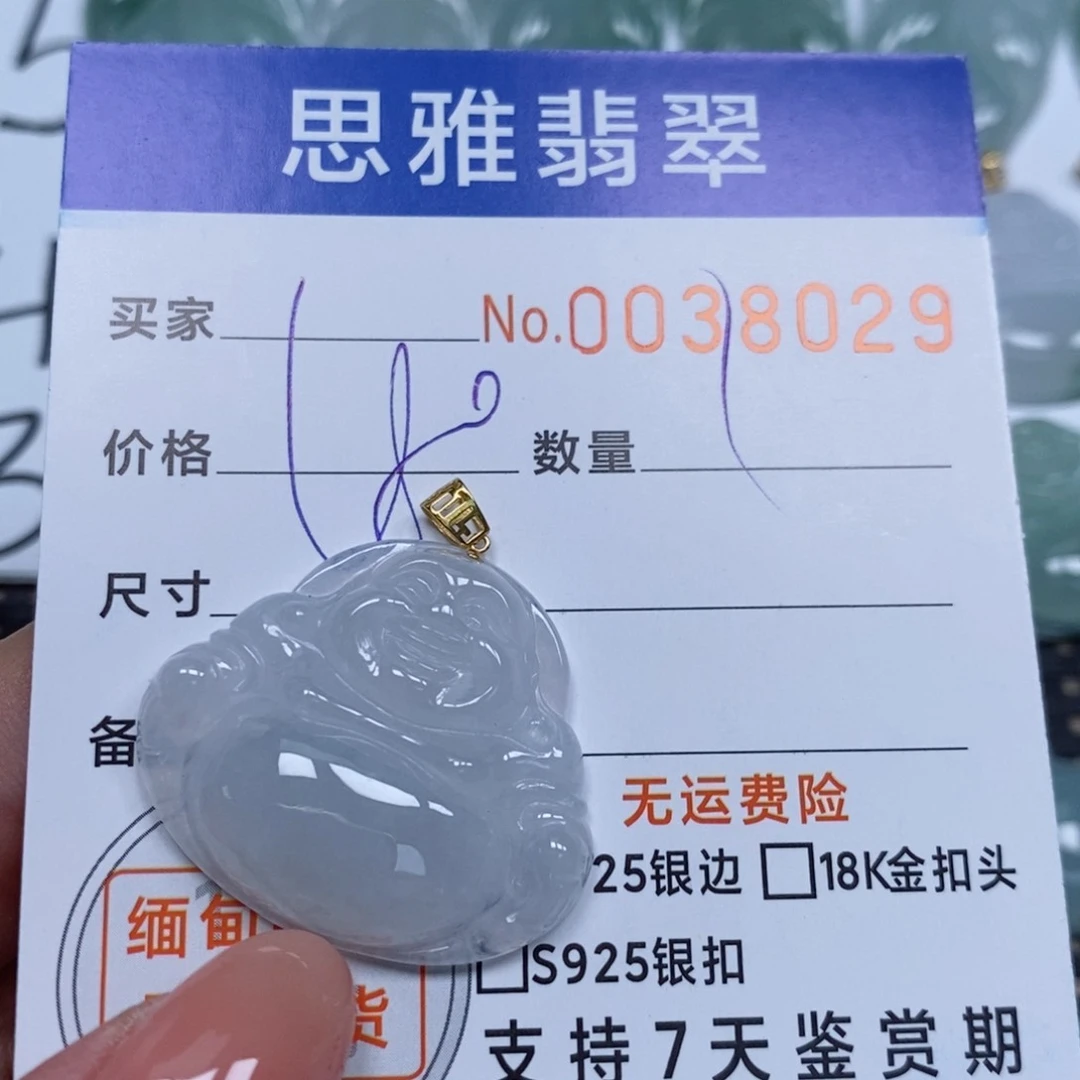 思雅翡翠
买家 No.0038029
价格 数量
尺寸
备
无运费险
25银边 18K金扣头
缅甸
S925银扣
货
支持7天鉴赏期